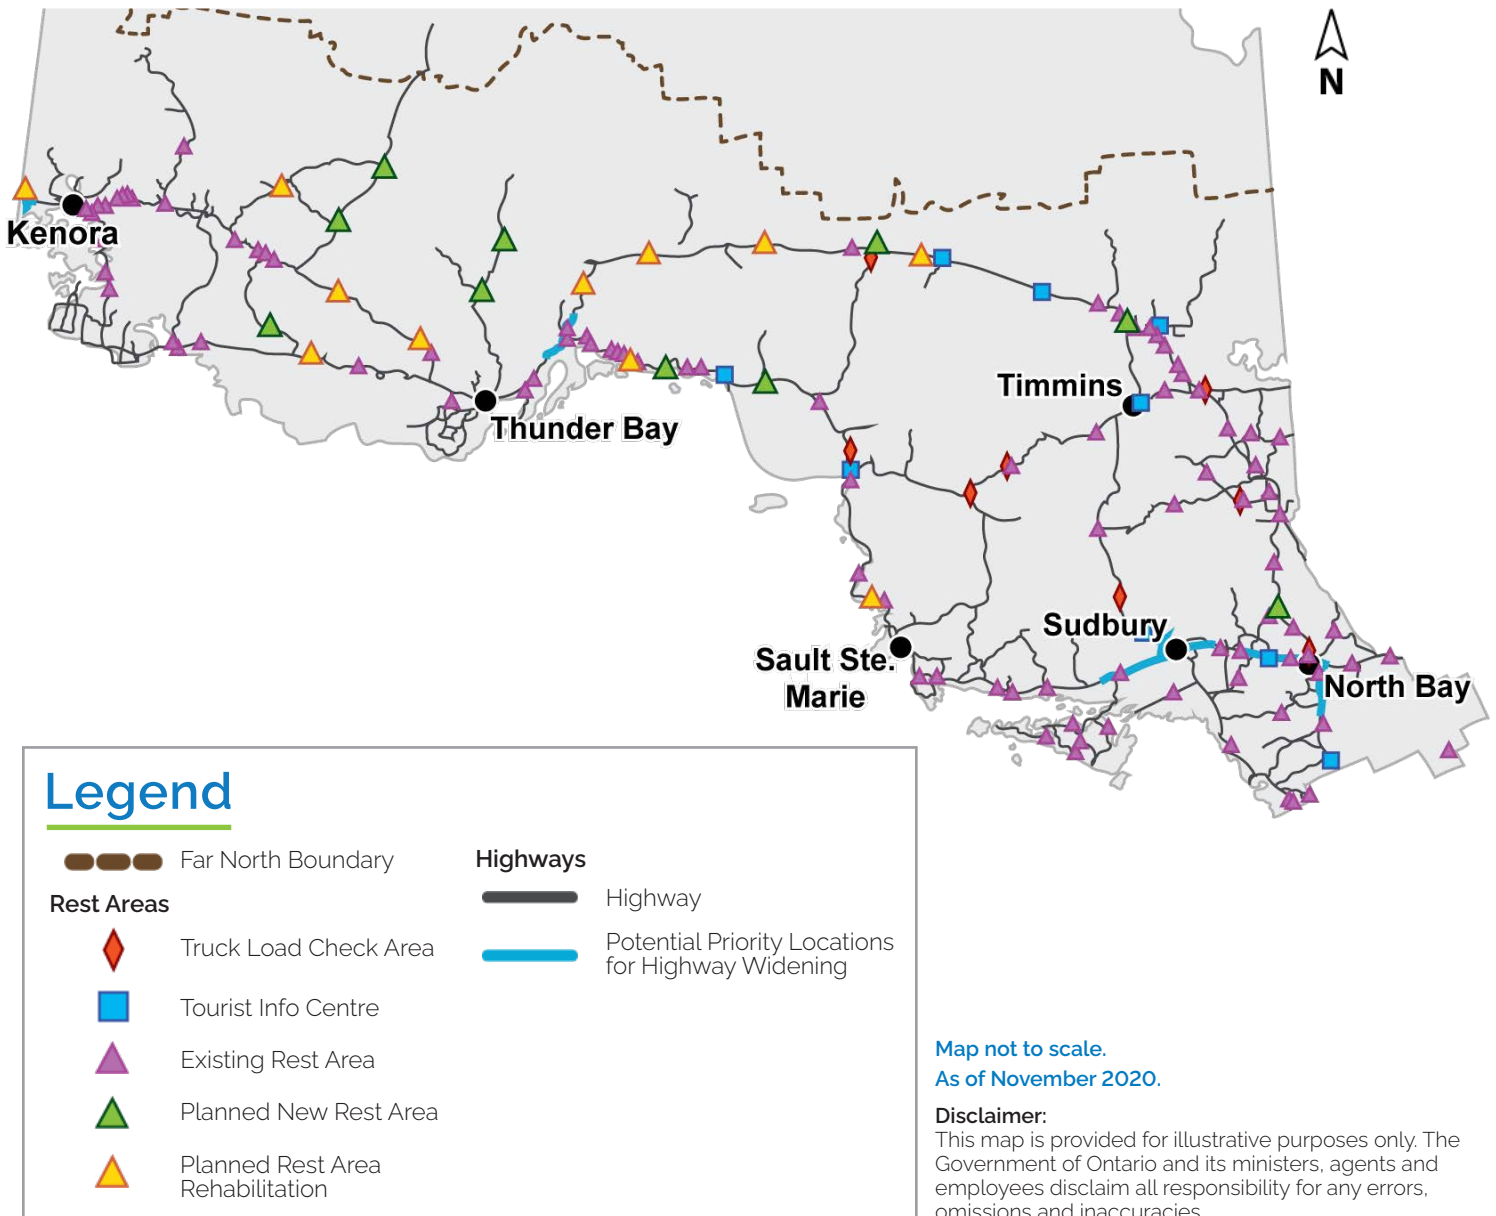 N
Kenora
Thunder Bay
Timmins
Sudbury
Sault Ste.
Marie
North Bay
Legend
Far North Boundary
Rest Areas
Truck Load Check Area
Tourist Info Centre
Existing Rest Area
Planned New Rest Area
Planned Rest Area
Rehabilitation
Highways
Highway
Potential Priority Locations
for Highway Widening
Map not to scale.
As of November 2020.
Disclaimer:
This map is provided for illustrative purposes only. The
Government of Ontario and its ministers, agents and
employees disclaim all responsibility for any errors,
omissions and inaccuracies.